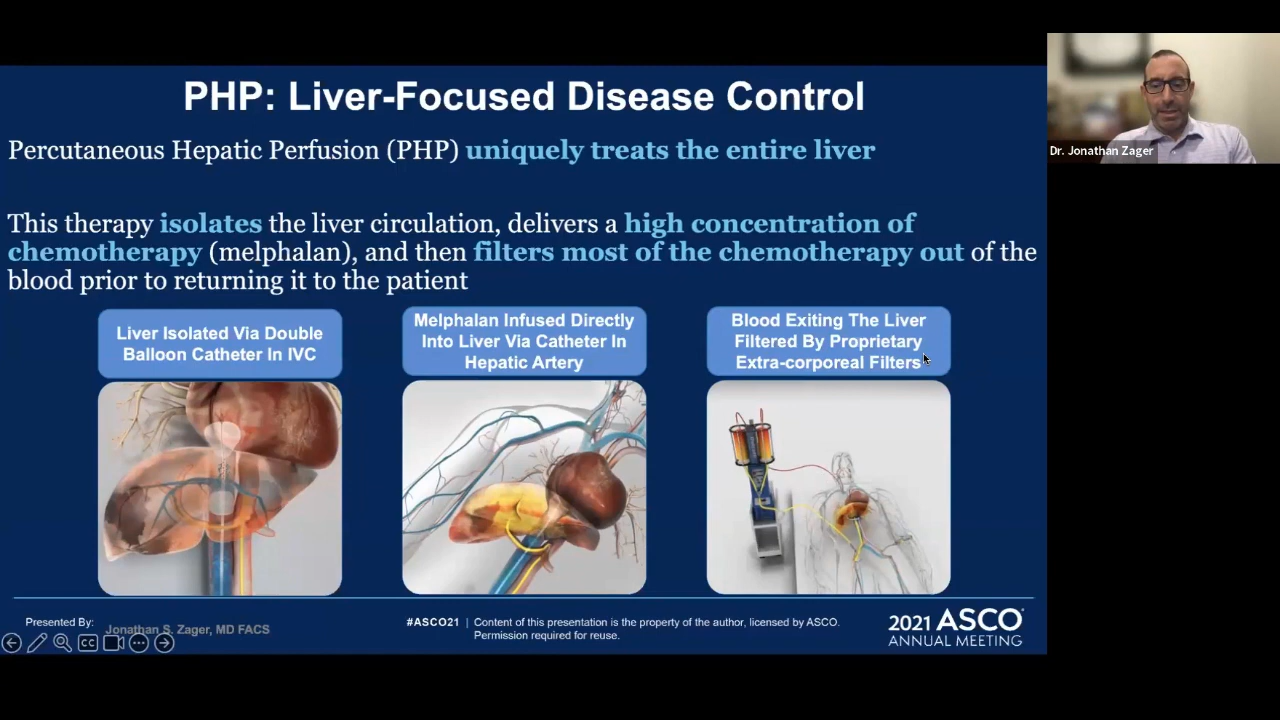 PHP: Liver-Focused Disease Control
Percutaneous Hepatic Perfusion (PHP) uniquely treats the entire liver
This therapy isolates the liver circulation, delivers a high concentration of
chemotherapy (melphalan), and then filters most of the chemotherapy out of the
blood prior to returning it to the patient
Liver Isolated Via Double
Balloon Catheter In IVC
Melphalan Infused Directly
Into Liver Via Catheter In
Hepatic Artery
Blood Exiting The Liver
Filtered By Proprietary
Extra-corporeal Filters
Presented By:
Jonathan S. Zager, MD FACS
#ASCO21 | Content of this presentation is the property of the author, licensed by ASCO.
Permission required for reuse.
2021 ASCO®
ANNUAL MEETING
CC
Dr. Jonathan Zager